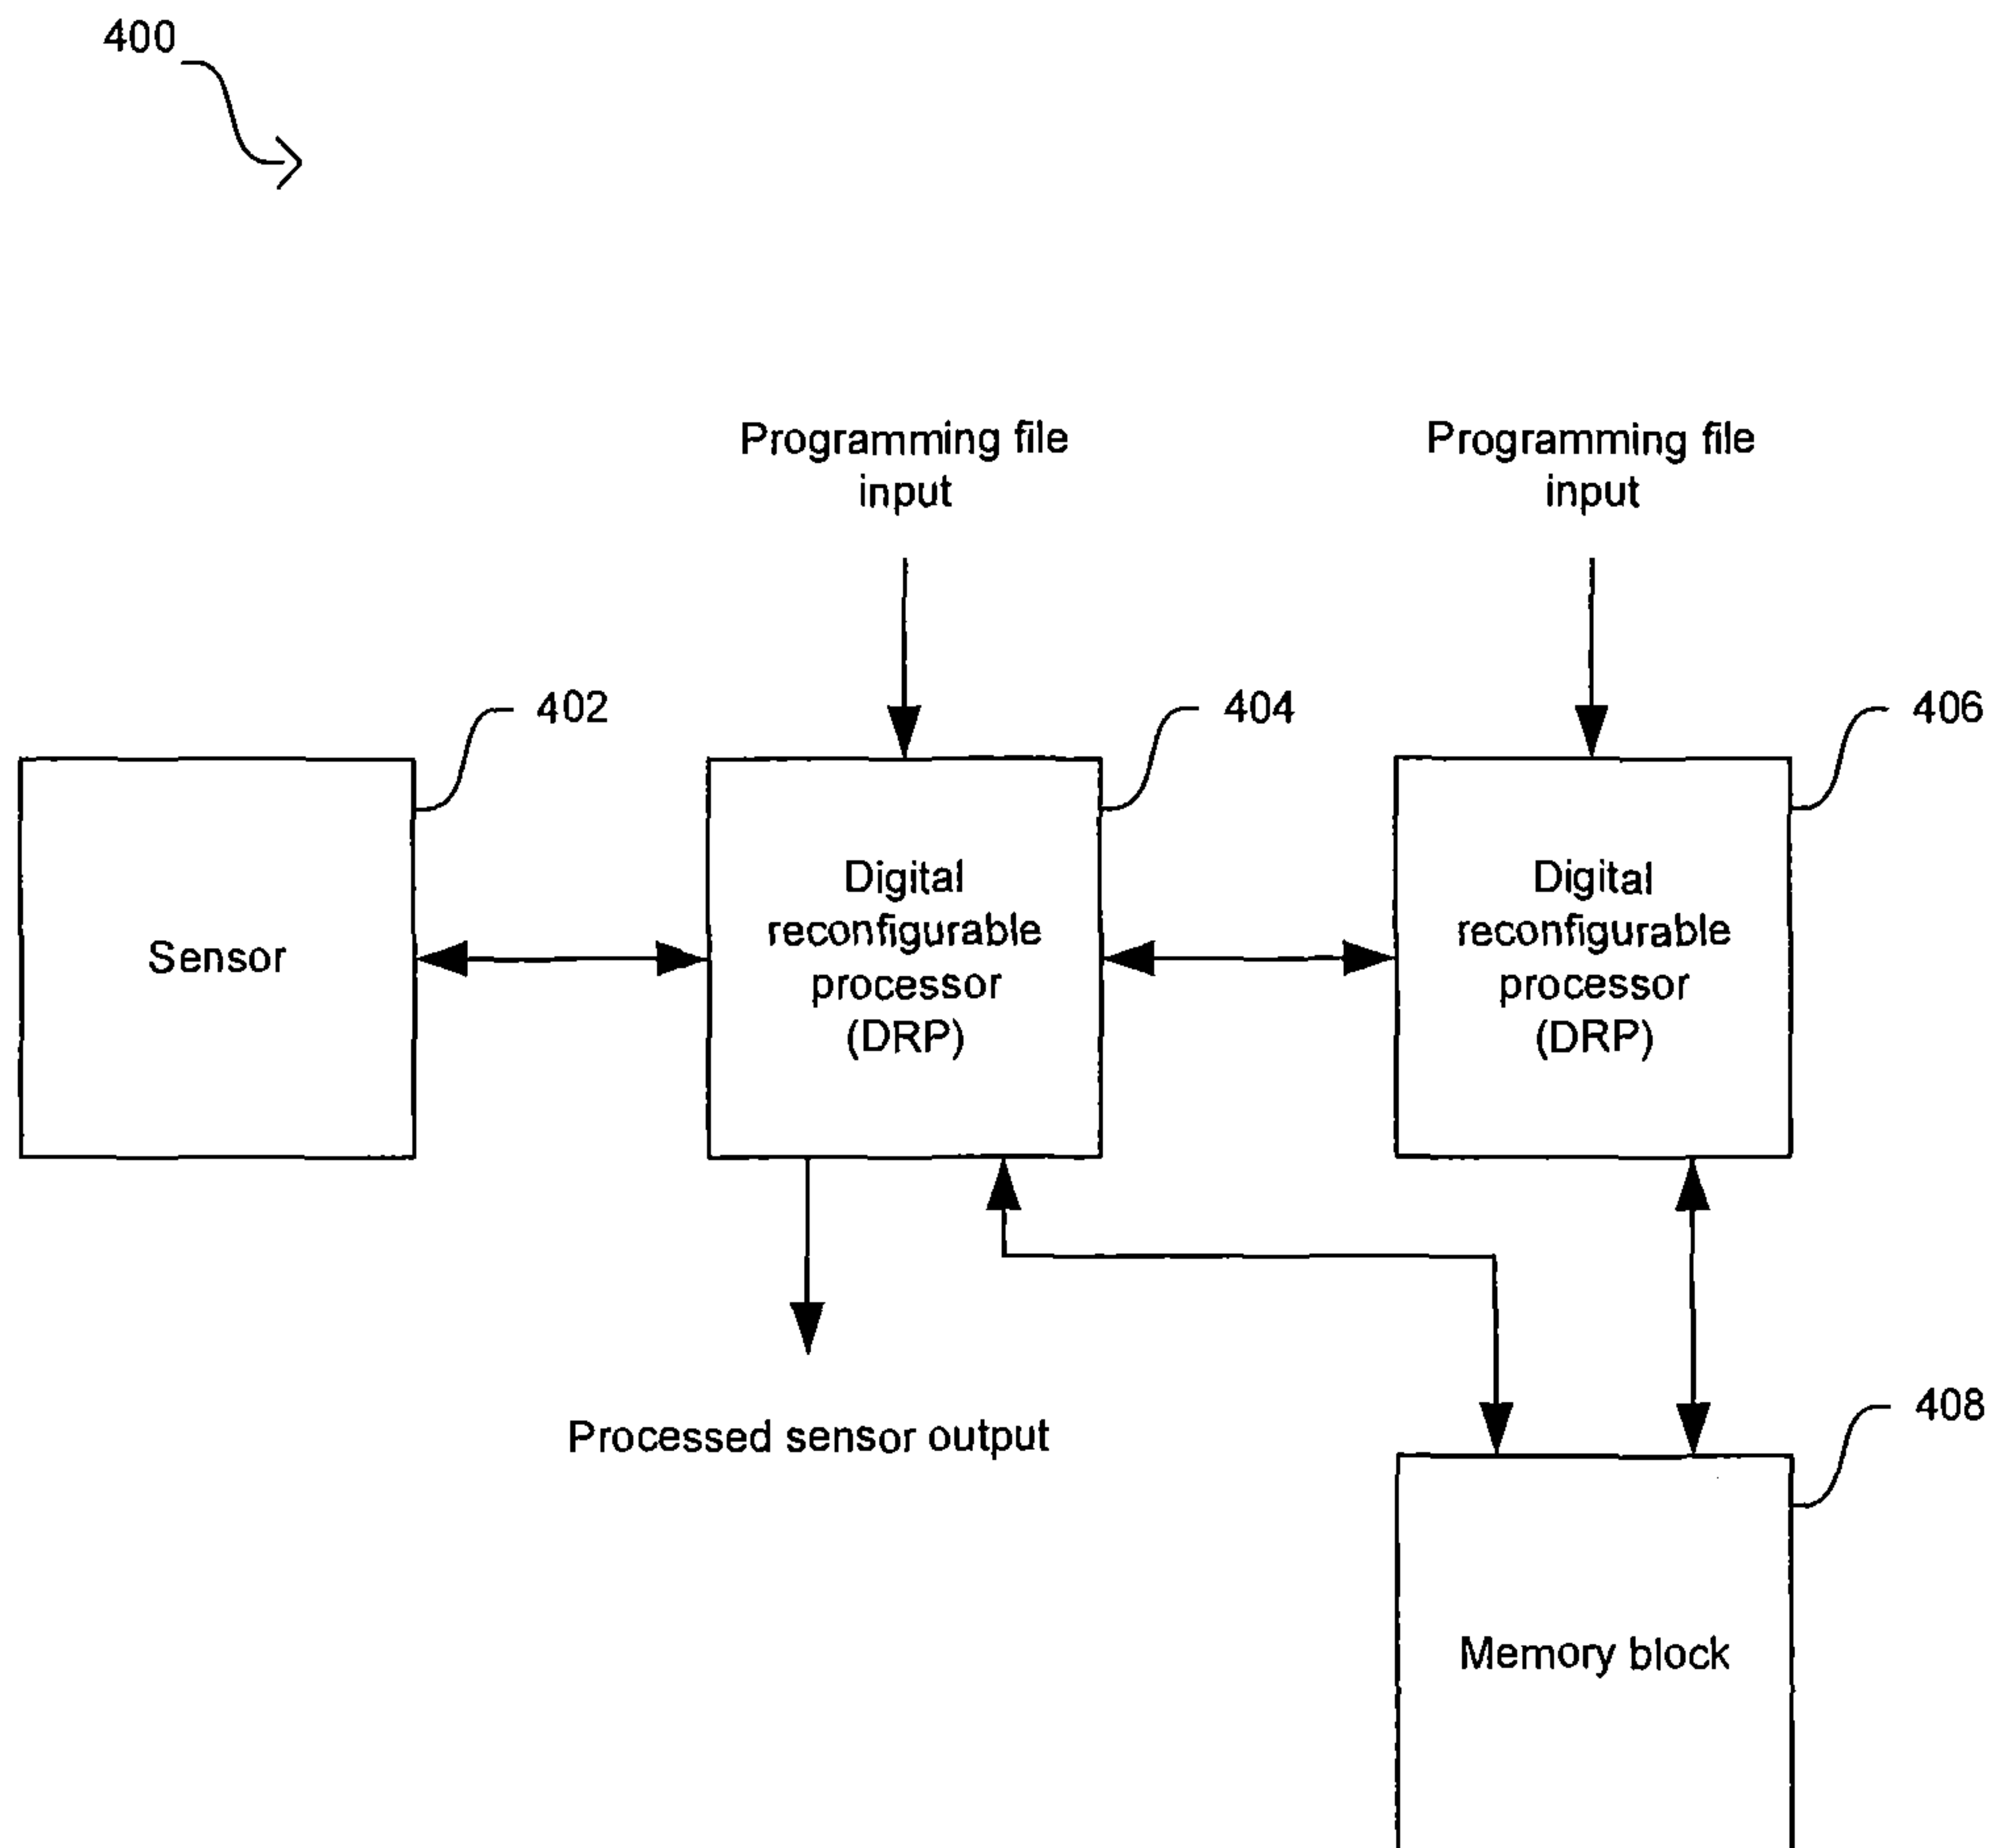 400
Programming file
input
Programming file
input
402
404
406
Sensor
Digital
reconfigurable
processor
(DRP)
Digital
reconfigurable
processor
(DRP)
Processed sensor output
408
Memory block